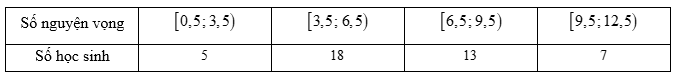 Số nguyện vọng [0,5; 3,5) [3,5; 6,5) [6,5; 9,5) [9,5; 12,5)
Số học sinh 5 18 13 7